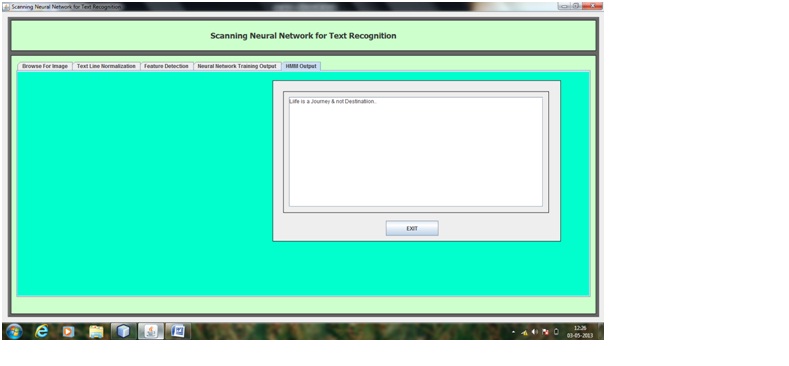 Scanning Neural Network for Text Recognition
Scanning Neural Network for Text Recognition
Browse For Image Text Line Normalization Feature Detection Neural Network Training Output HMM Output
Life is a Journey & not Destination..
EXIT
12:26
03-05-2013